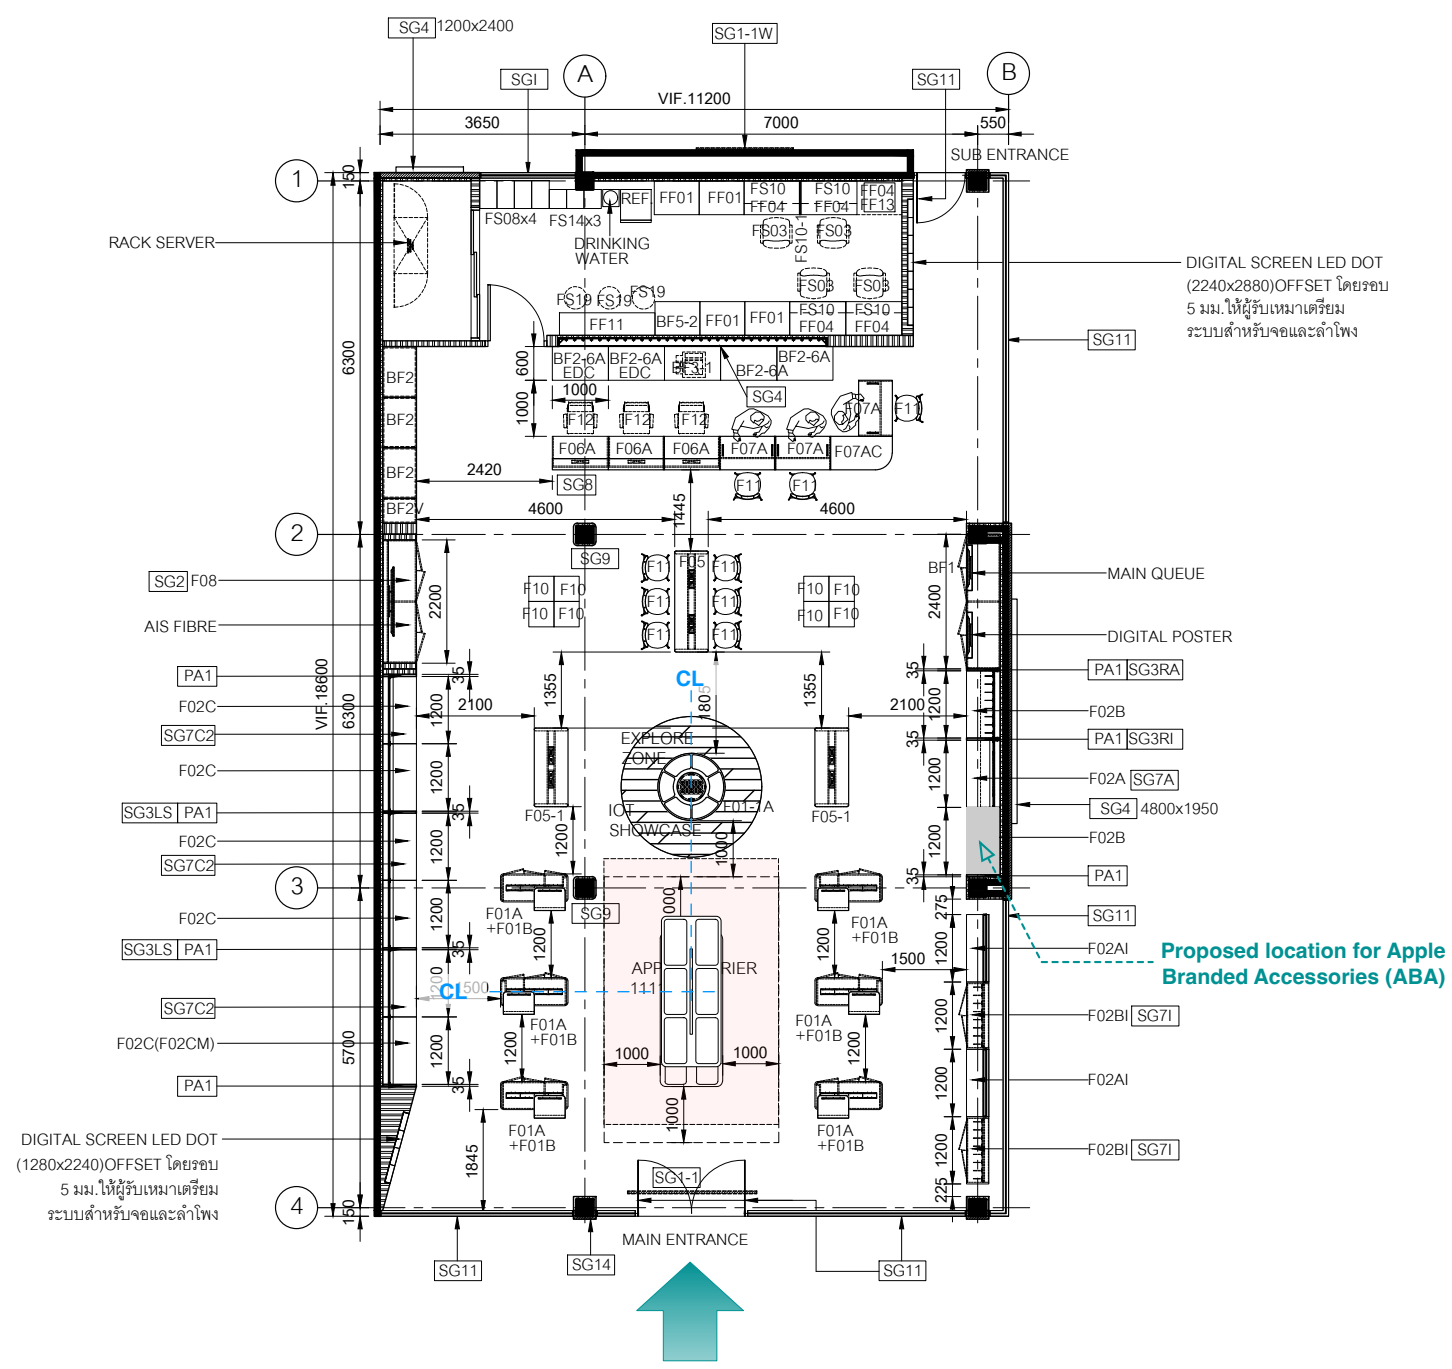 SG4 1200x2400
SG1-1W
SGI
A
SG11
B
VIF.11200
3650
7000
550
SUB ENTRANCE
1
150
FS08x4
FS14x3
REF.
FF01
FF01
FS10
FF04
FS10
FF04
FF04
FF13
FS10-1
FS03
FS03
DRINKING
WATER
RACK SERVER
DIGITAL SCREEN LED DOT
(2240x2880)OFFSET โดยรอบ
5 มม.ให้ผู้รับเหมาเตรียม
ระบบสำหรับจอและลำโพง
FS03
FS03
FS19
FS19
FS19
FF11
BF5-2
FF01
FF01
FS10
FF04
FS10
FF04
SG11
6300
600
BF2-6A
EDC
BF2-6A
EDC
BF3-1
BF2-6A
BF2-6A
BF2
1000
SG4
1000
BF2
F12
F12
F12
F07A
F11
F06A
F06A
F06A
F07A
F07A
F07AC
BF2
2420
SG8
F11
F11
BF2V
4600
1445
4600
2
SG9
F05
BF1
SG2 F08
MAIN QUEUE
F11
F11
F10
F10
F10
F10
F11
F11
F11
F11
F10
F10
F10
F10
2200
2400
AIS FIBRE
DIGITAL POSTER
PA1
35
CL
35
PA1 SG3RA
1355
1805
1355
F02C
2100
1200
2100
1200
F02B
VIF.18600
6300
SG7C2
EXPLORE
ZONE
35
PA1 SG3RI
F02C
1200
1200
F02A SG7A
SG3LS PA1
35
F05-1
IOT
SHOWCASE
F01-1A
F05-1
SG4 4800x1950
F02C
1200
1200
1000
1200
F02B
SG7C2
35
PA1
3
F02C
1200
F01A
+F01B
SG9
1000
F01A
+F01B
275
SG11
SG3LS PA1
35
1200
1200
1500
1200
F02AI
Proposed location for Apple
Branded Accessories (ABA)
1200
CL
1500
SG7C2
F01A
+F01B
F01A
+F01B
1200
F02BI SG7I
F02C(F02CM)
1200
1200
1000
1000
1200
1200
F02AI
5700
PA1
35
1000
F01A
+F01B
F01A
+F01B
DIGITAL SCREEN LED DOT
(1280x2240)OFFSET โดยรอบ
5 มม.ให้ผู้รับเหมาเตรียม
ระบบสำหรับจอและลำโพง
1845
1200
F02BI SG7I
SG1-1
225
4
150
MAIN ENTRANCE
SG11
SG14
SG11